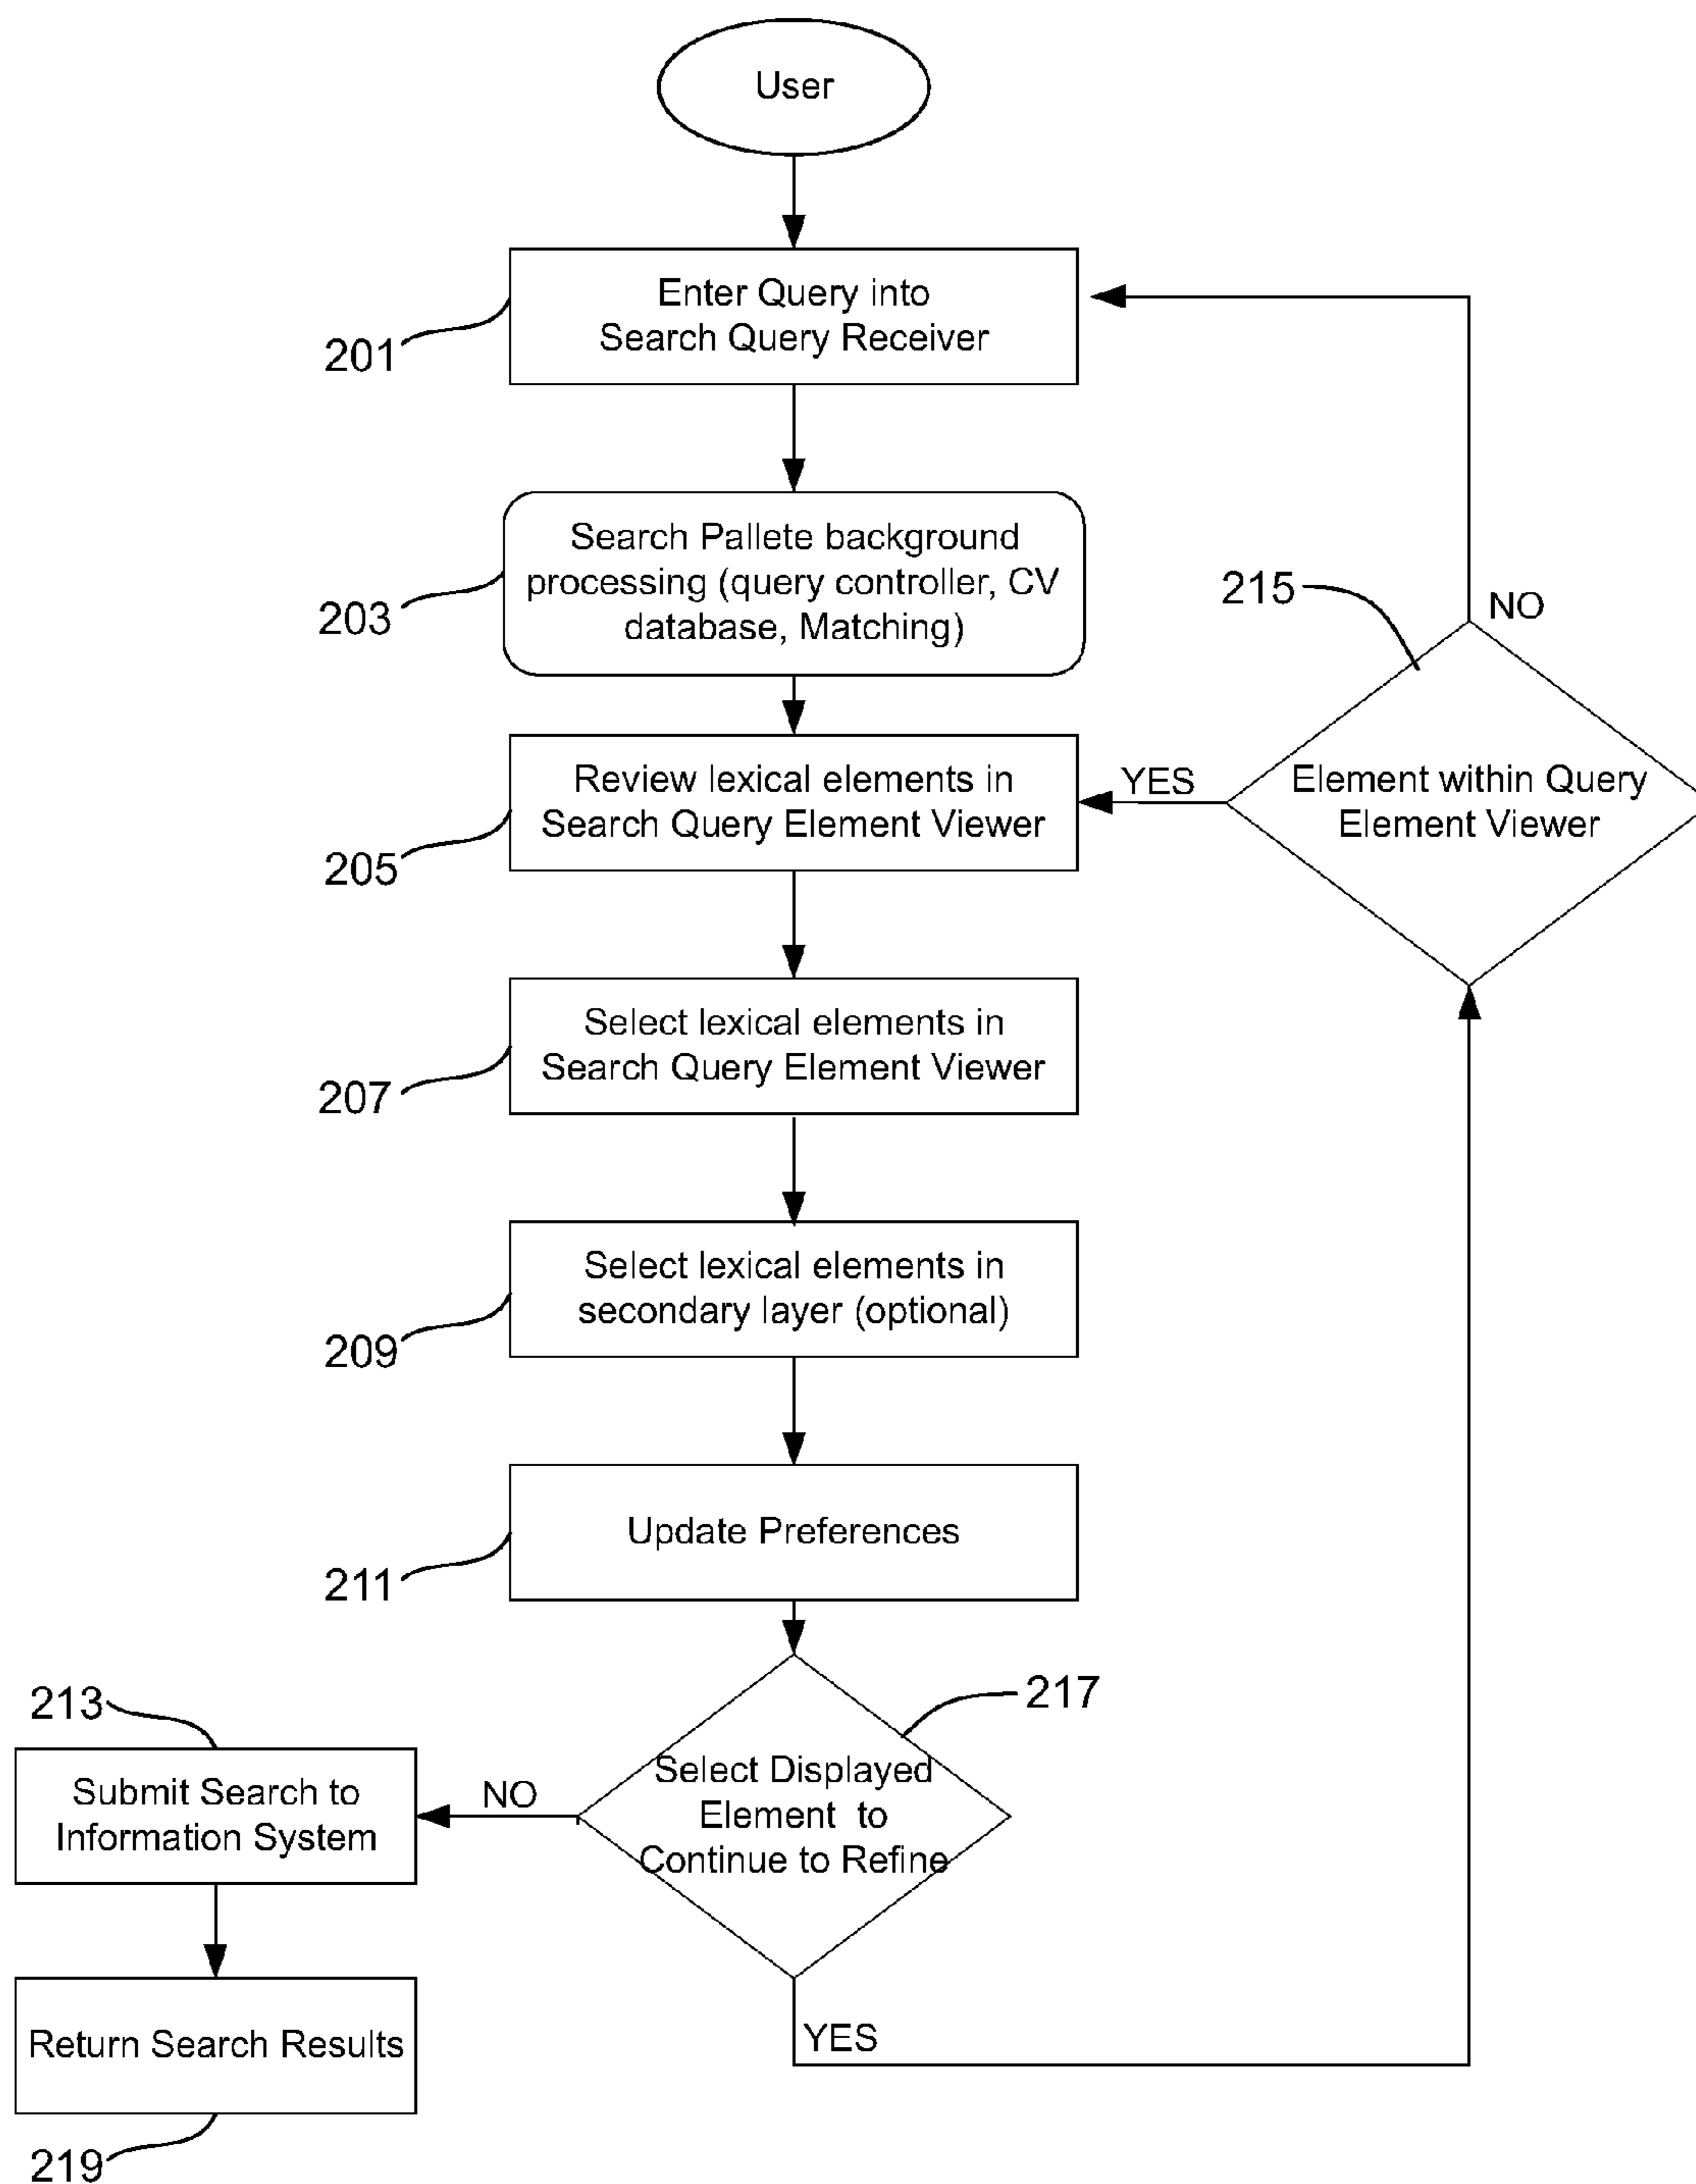 User
Enter Query into
Search Query Receiver
201
Search Pallete background
processing (query controller, CV
database, Matching)
203
215
NO
Element within Query
Element Viewer
YES
Review lexical elements in
Search Query Element Viewer
205
Select lexical elements in
Search Query Element Viewer
207
Select lexical elements in
secondary layer (optional)
209
Update Preferences
211
217
Select Displayed
Element to
Continue to Refine
NO
YES
213
Submit Search to
Information System
Return Search Results
219